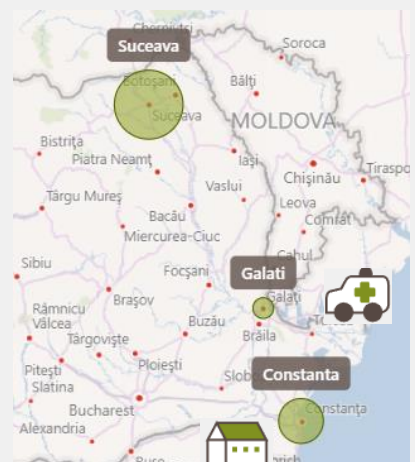 Suceava
Soroca
Botoșani
Bălți
Suceava
MOLDOVA
Bistrița
Iași
Piatra Neamț
Chișinău
Tiraspo
Vaslui
Târgu Mureș
Leova
Bacău
Comrat
Miercurea-Ciuc
Cahul
Sibiu
Focșani
Galati
Galați
Brașov
Râmnicu
Vâlcea
Buzău
Brăila
Târgoviște
Ploiești
Constanta
Pitești
Slobo
Slatina
Constanța
Bucharest
Alexandria